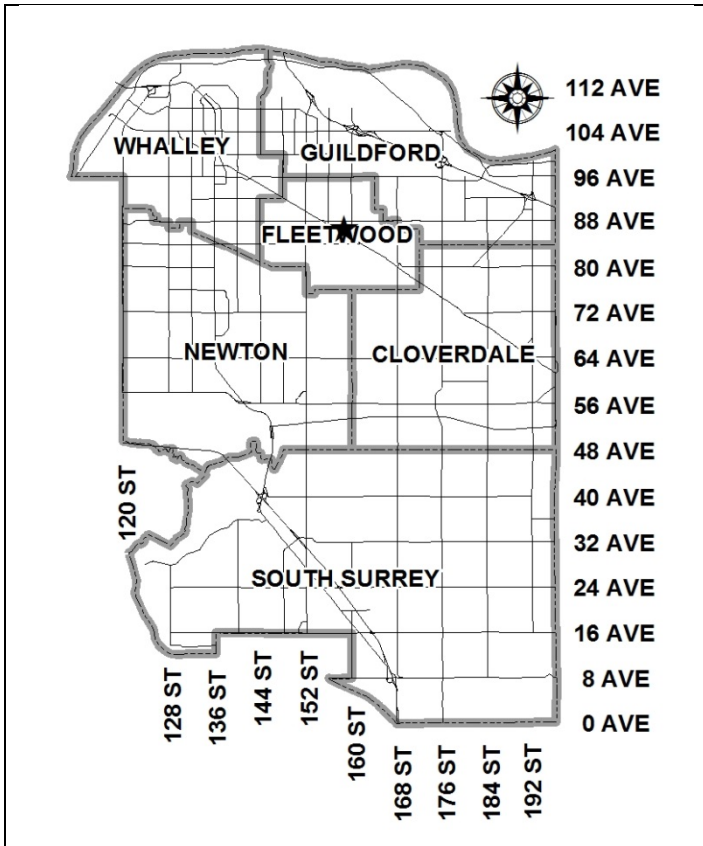 112 AVE
104 AVE
WHALLEY
GUILDFORD
96 AVE
88 AVE
FLEETWOOD
80 AVE
72 AVE
NEWTON
CLOVERDALE
64 AVE
56 AVE
48 AVE
120 ST
40 AVE
32 AVE
SOUTH SURREY
24 AVE
16 AVE
128 ST
136 ST
144 ST
152 ST
160 ST
8 AVE
0 AVE
168 ST
176 ST
184 ST
192 ST